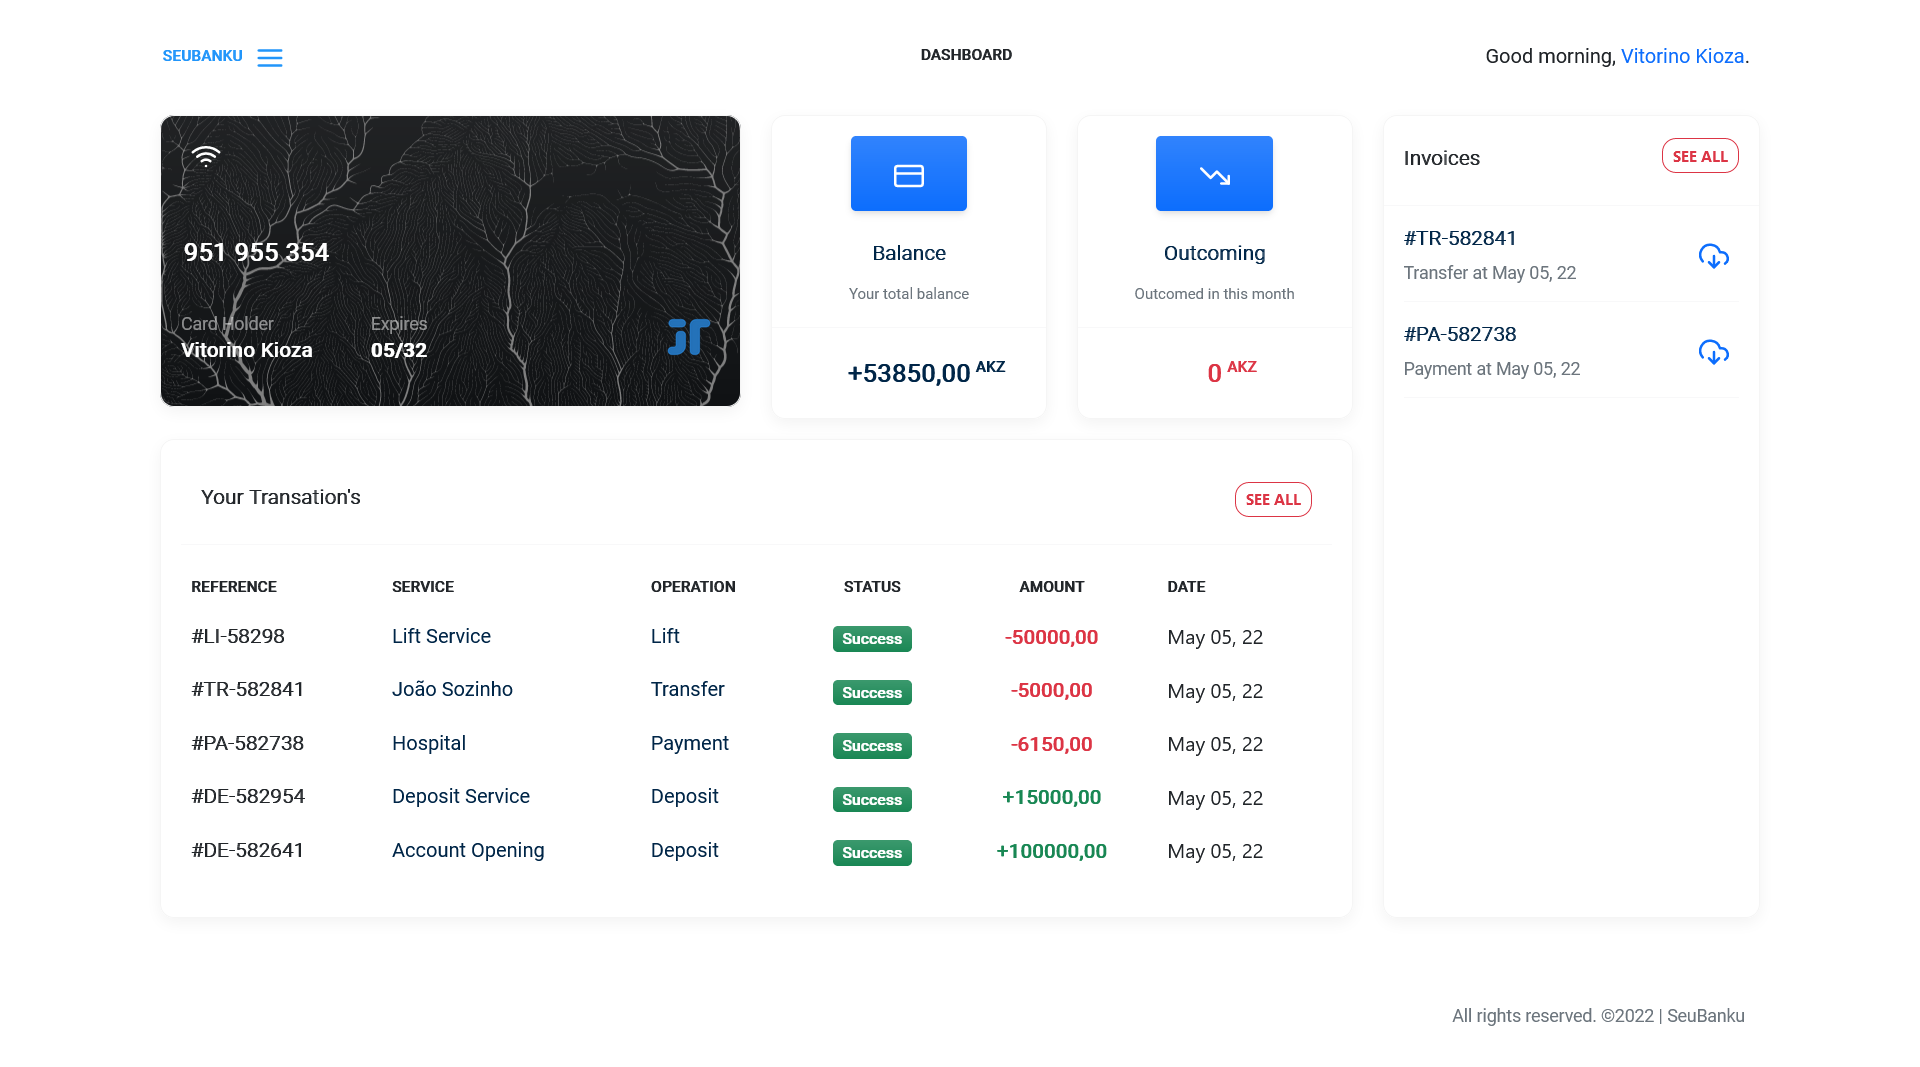 SEUBANKU
DASHBOARD
Good morning, Vitorino Kioza.
951 955 354
Card Holder
Vitorino Kioza
Expires
05/32
Balance
Your total balance
+53850,00 AKZ
Outcoming
Outcomed in this month
0 AKZ
Invoices
SEE ALL
#TR-582841
Transfer at May 05, 22
#PA-582738
Payment at May 05, 22
Your Transation's
SEE ALL
REFERENCE SERVICE OPERATION STATUS AMOUNT DATE
#LI-58298 Lift Service Lift Success -50000,00 May 05, 22
#TR-582841 João Sozinho Transfer Success -5000,00 May 05, 22
#PA-582738 Hospital Payment Success -6150,00 May 05, 22
#DE-582954 Deposit Service Deposit Success +15000,00 May 05, 22
#DE-582641 Account Opening Deposit Success +100000,00 May 05, 22
All rights reserved. ©2022 | SeuBanku